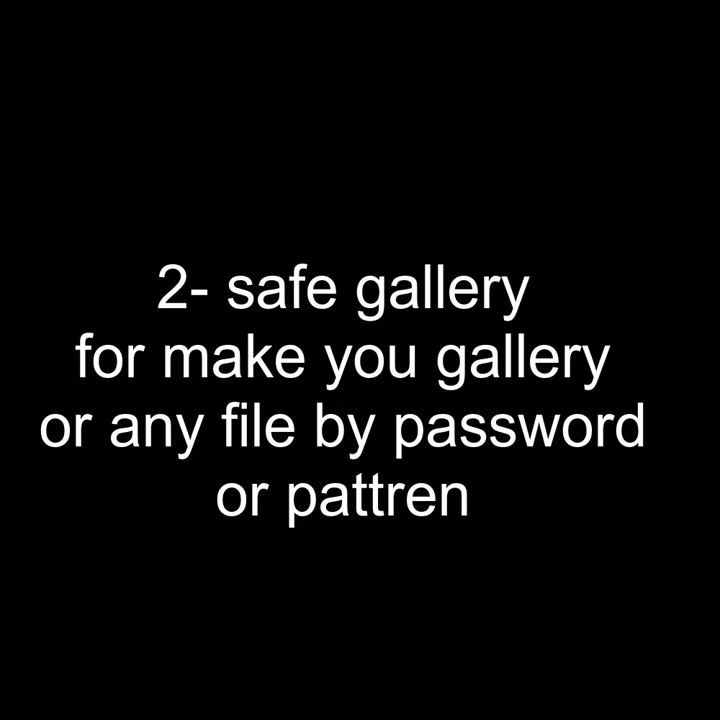 2- safe gallery
for make you gallery
or any file by password
or pattren